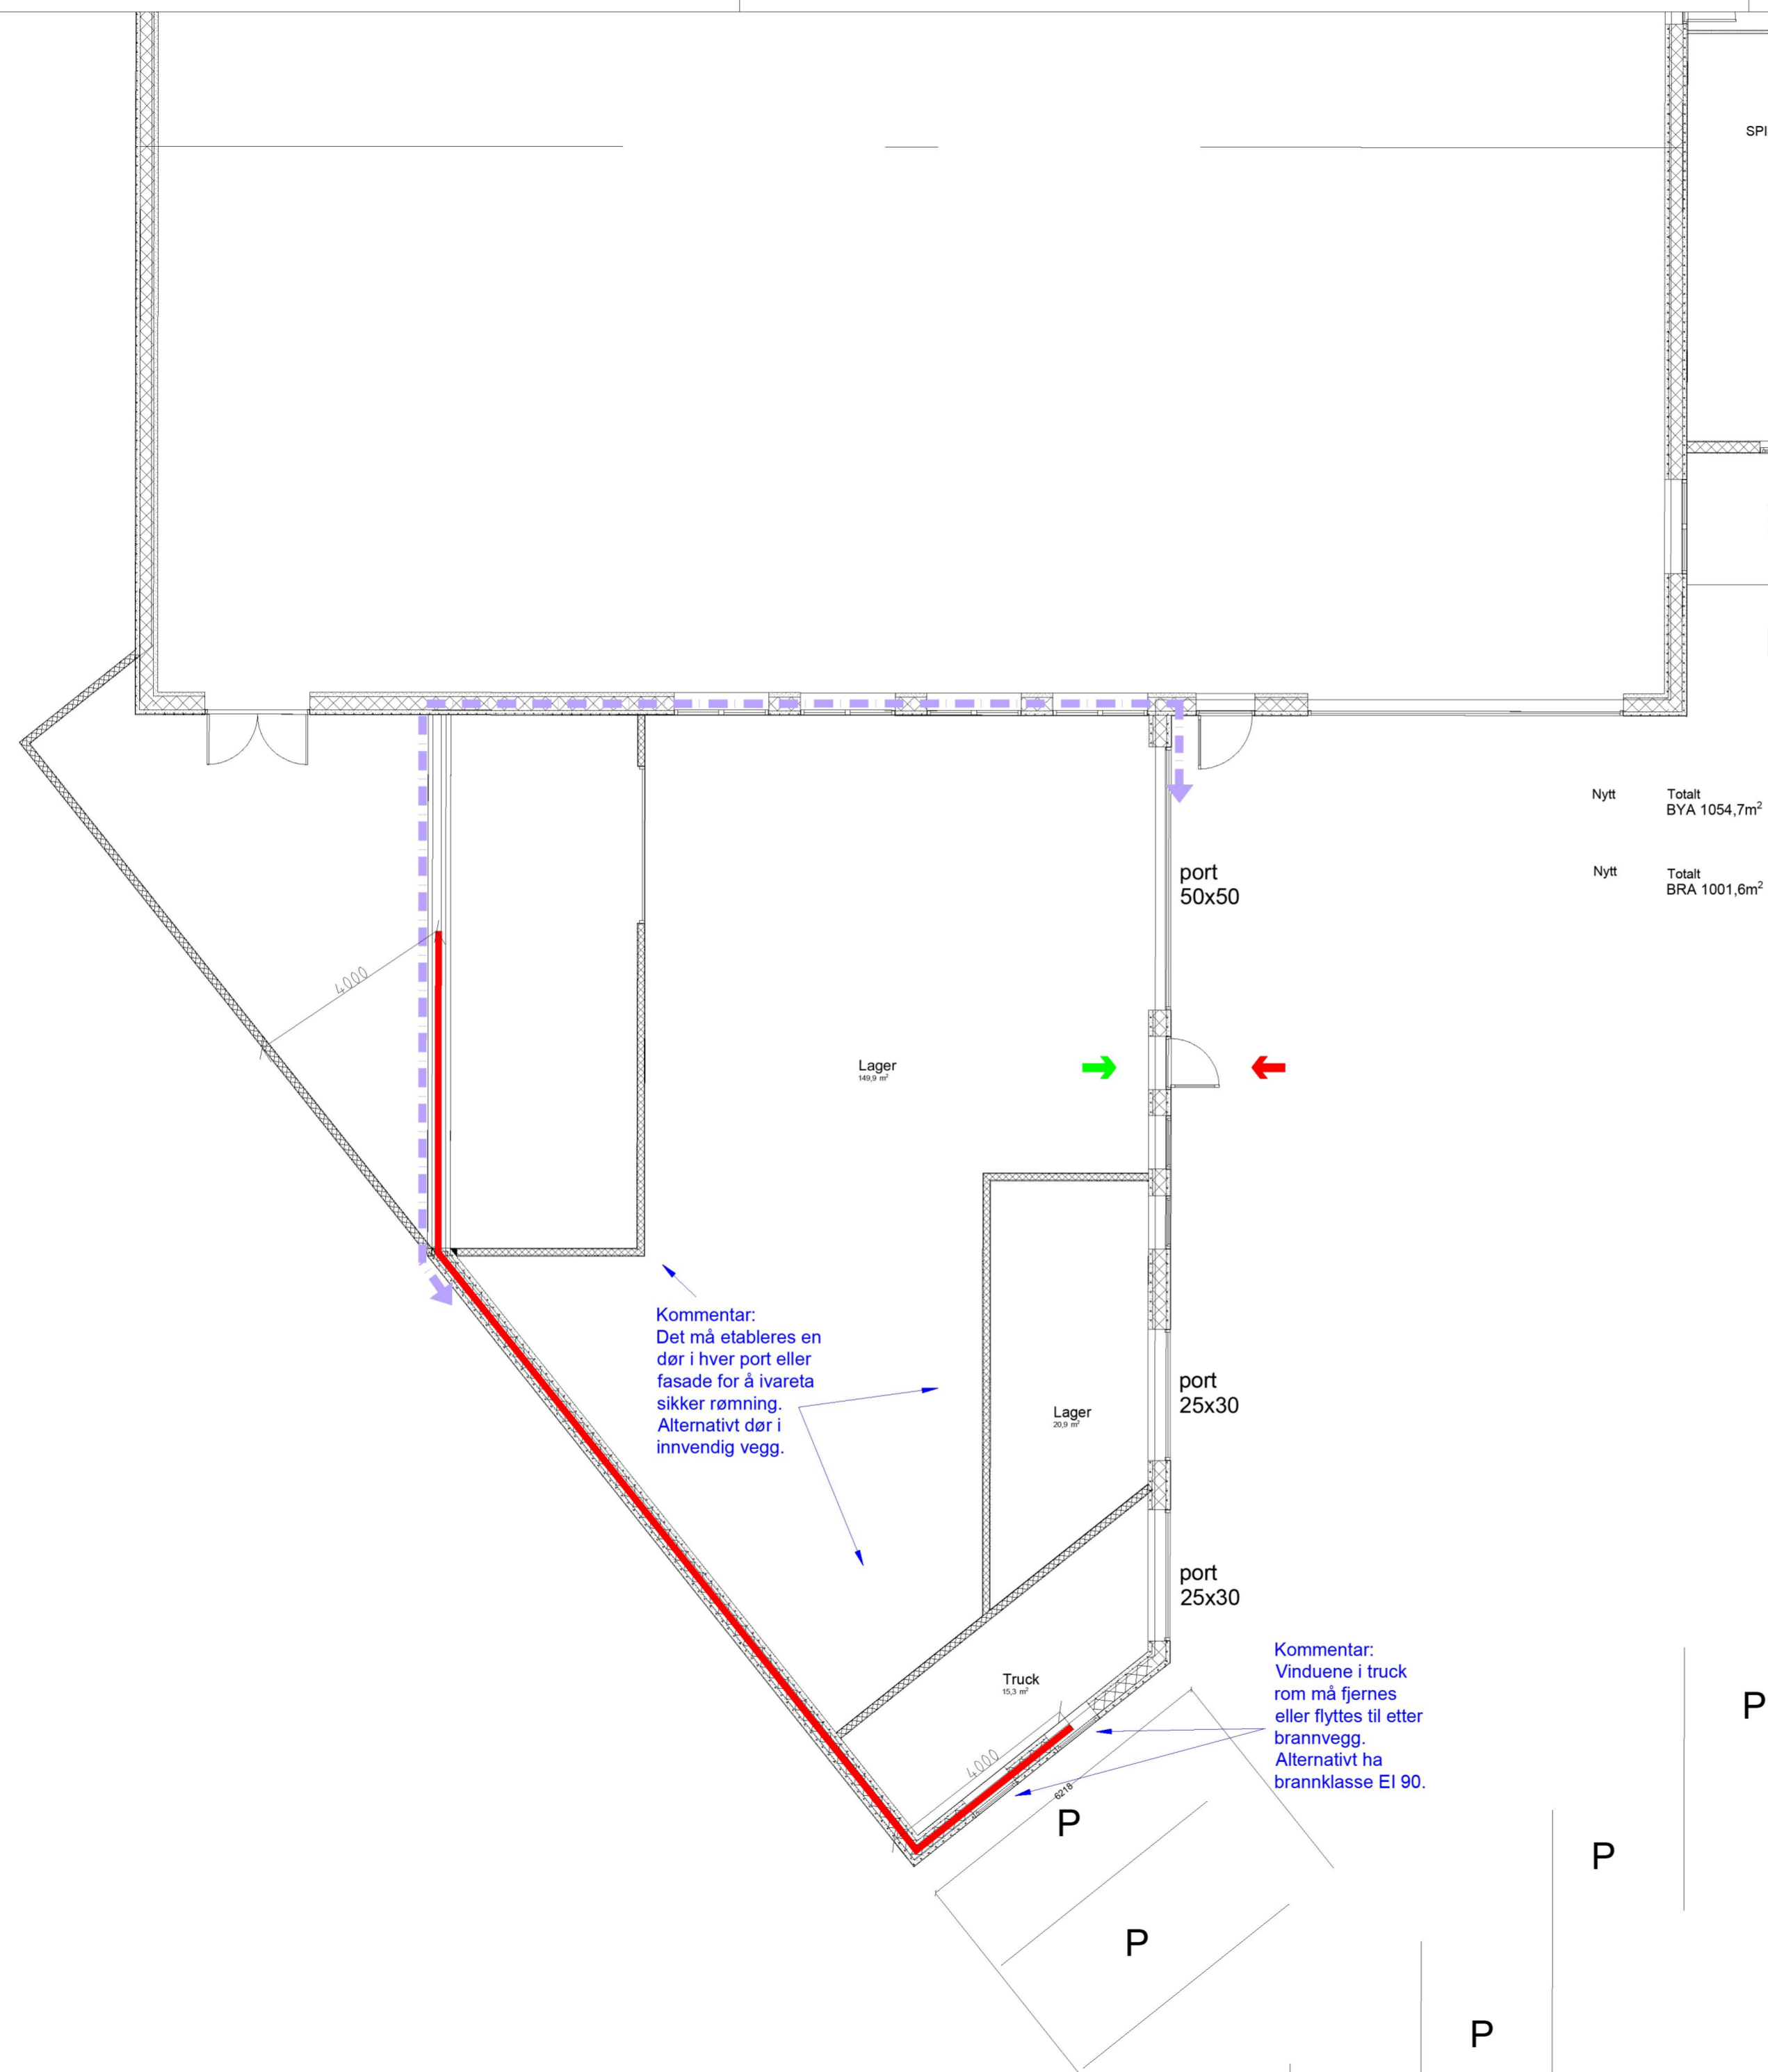 SPI
Nytt
Totalt
BYA 1054,7m²
Nytt
Totalt
BRA 1001,6m²
port
50x50
4000
Lager
149,9 m²
Kommentar:
Det må etableres en
dør i hver port eller
fasade for å ivareta
sikker rømning.
Alternativt dør i
innvendig vegg.
port
25x30
Lager
20,9 m²
port
25x30
Kommentar:
Vinduene i truck
rom må fjernes
eller flyttes til etter
brannvegg.
Alternativt ha
brannklasse EI 90.
Truck
15,3 m²
4000
6218
P
P
P
P
P